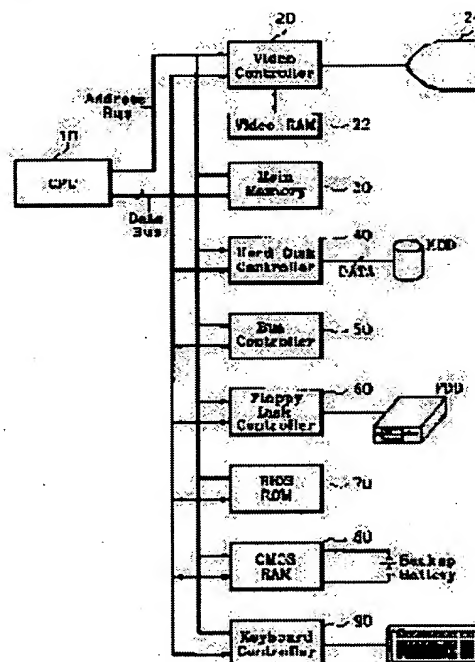 20
Video
Controller
Address
Bus
10
CPU
Video RAM
22
Main
Memory
30
Data
Bus
40
Hard Disk
Controller
DATA
HDD
Bus
Controller
50
60
Floppy
Disk
Controller
FDD
BIOS
ROM
70
80
CMOS
RAM
Backup
Battery
90
Keyboard
Controller